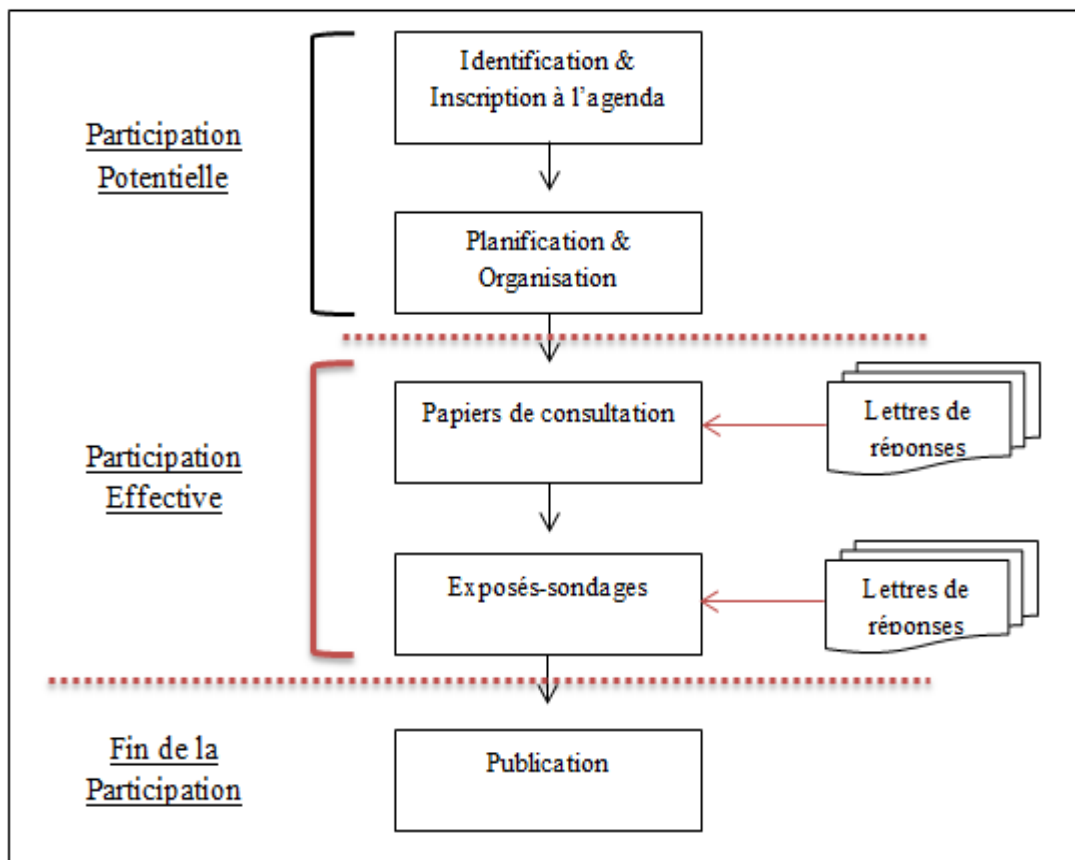 Identification &
Inscription à l'agenda
Participation
Potentielle
Planification &
Organisation
Papiers de consultation
Lettres de
réponses
Participation
Effective
Exposés-sondages
Lettres de
réponses
Fin de la
Participation
Publication